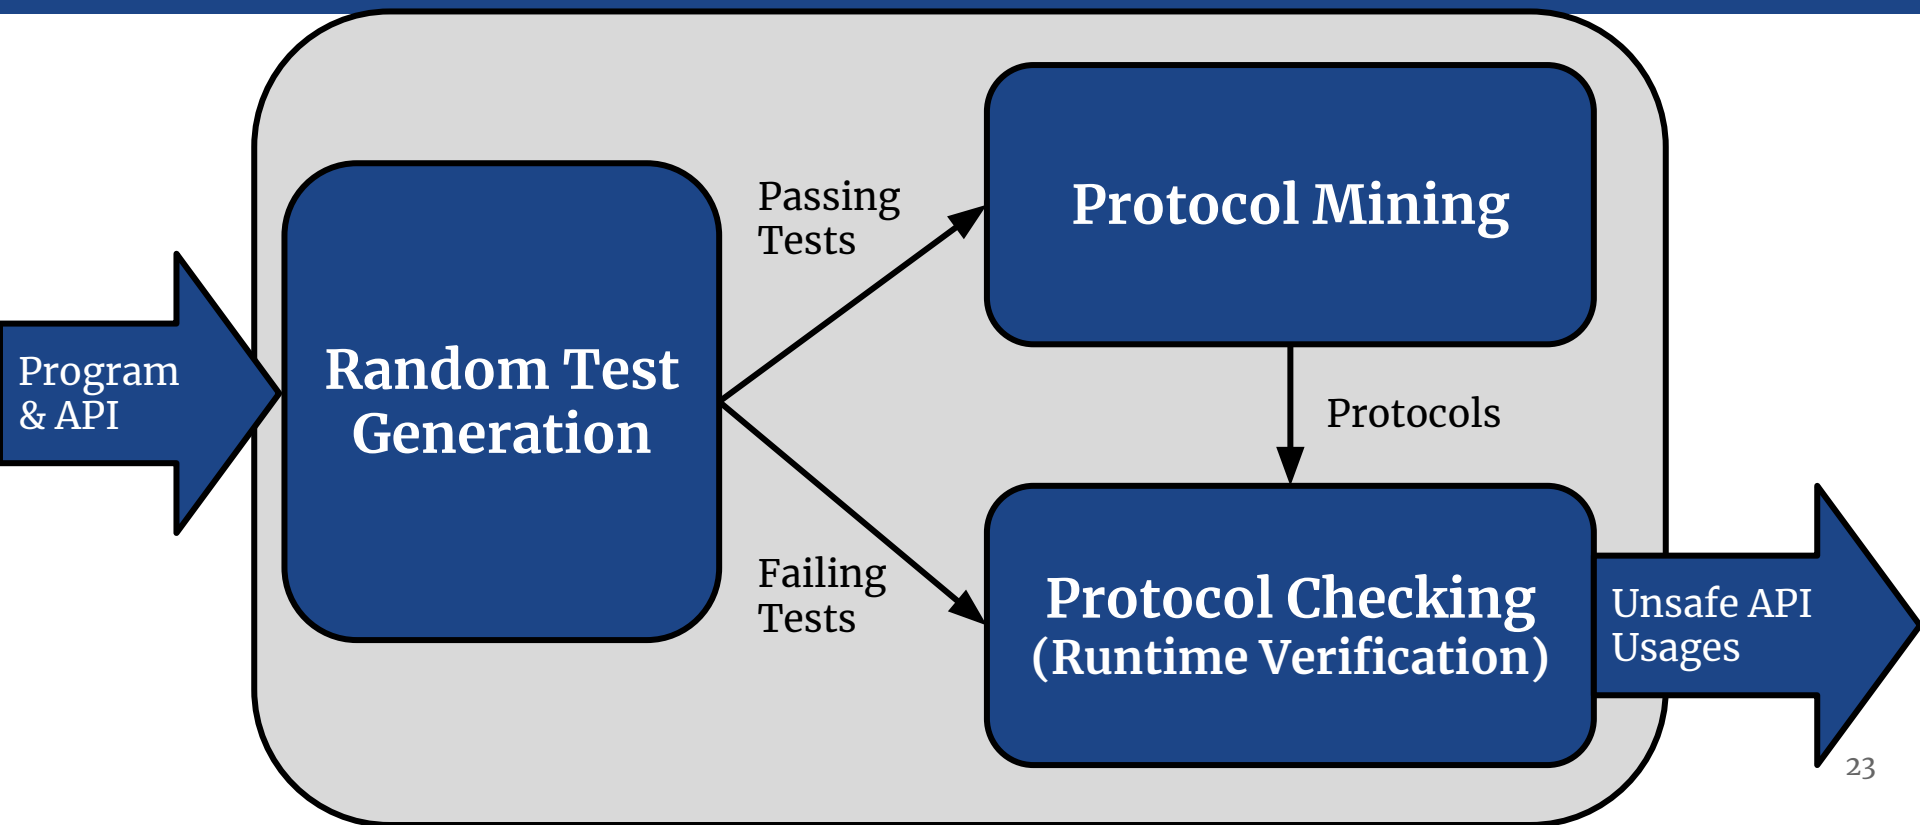 Program
& API
Random Test
Generation
Passing
Tests
Failing
Tests
Protocol Mining
Protocols
Protocol Checking
(Runtime Verification)
Unsafe API
Usages
23